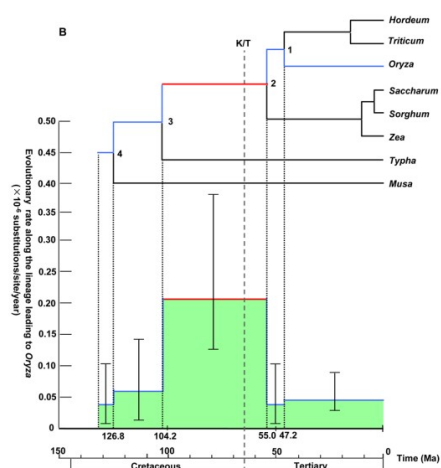 B
K/T
Hordeum
Triticum
Oryza
Saccharum
Sorghum
Zea
Typha
Musa
1
2
3
4
Evolutionary rate along the lineage leading to Oryza
(×10⁻⁶ substitutions/site/year)
0.50
0.45
0.40
0.35
0.30
0.25
0.20
0.15
0.10
0.05
0
126.8
104.2
55.0
47.2
150
100
50
0
Time (Ma)
Cretaceous
Tertiary